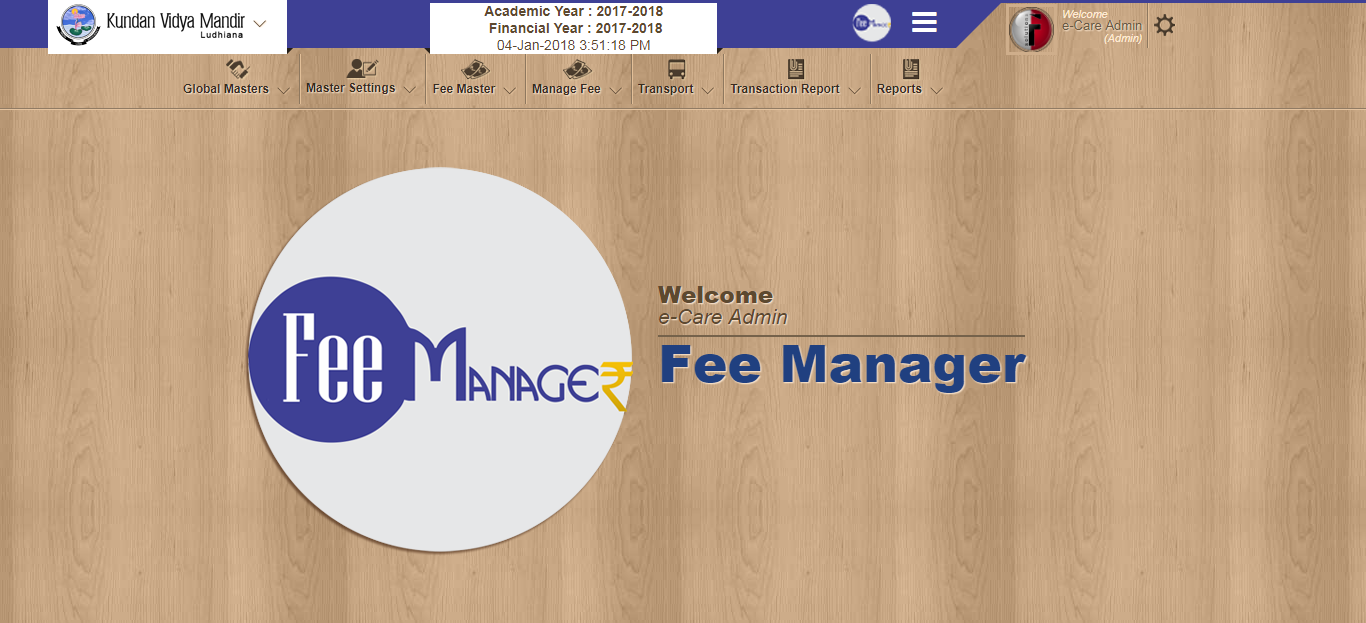 Kundan Vidya Mandir
Ludhiana
Academic Year : 2017-2018
Financial Year : 2017-2018
04-Jan-2018 3:51:18 PM
Fee Manager
Welcome
e-Care Admin
(Admin)
Global Masters
Master Settings
Fee Master
Manage Fee
Transport
Transaction Report
Reports
Fee MANAGE₹
Welcome
e-Care Admin
Fee Manager